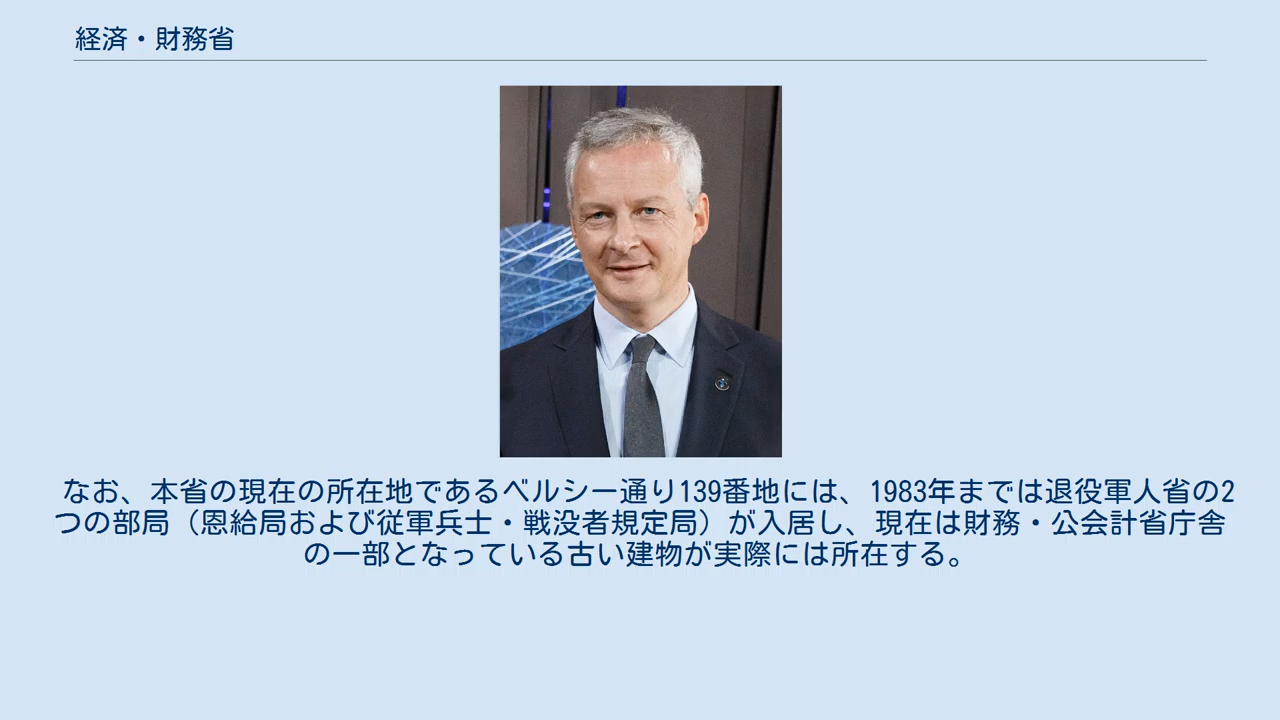 経済・財務省
なお、本省の現在の所在地であるベルシー通り139番地には、1983年までは退役軍人省の2
つの部局（恩給局および従軍兵士・戦没者規定局）が入居し、現在は財務・公会計省庁舎
の一部となっている古い建物が実際には所在する。